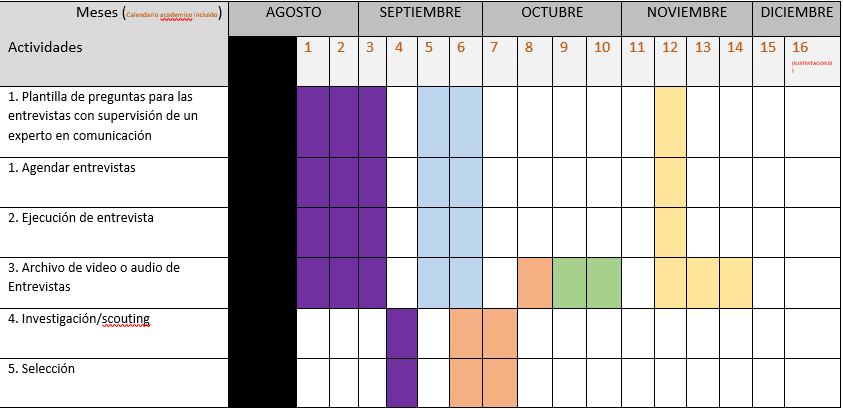 Meses (Calendario academico incluido)
AGOSTO
SEPTIEMBRE
OCTUBRE
NOVIEMBRE
DICIEMBRE
Actividades
1 2 3 4 5 6 7 8 9 10 11 12 13 14 15 16
(SUSTENTACIONES
)
1. Plantilla de preguntas para las
entrevistas con supervisión de un
experto en comunicación
1. Agendar entrevistas
2. Ejecución de entrevista
3. Archivo de video o audio de
Entrevistas
4. Investigación/scouting
5. Selección